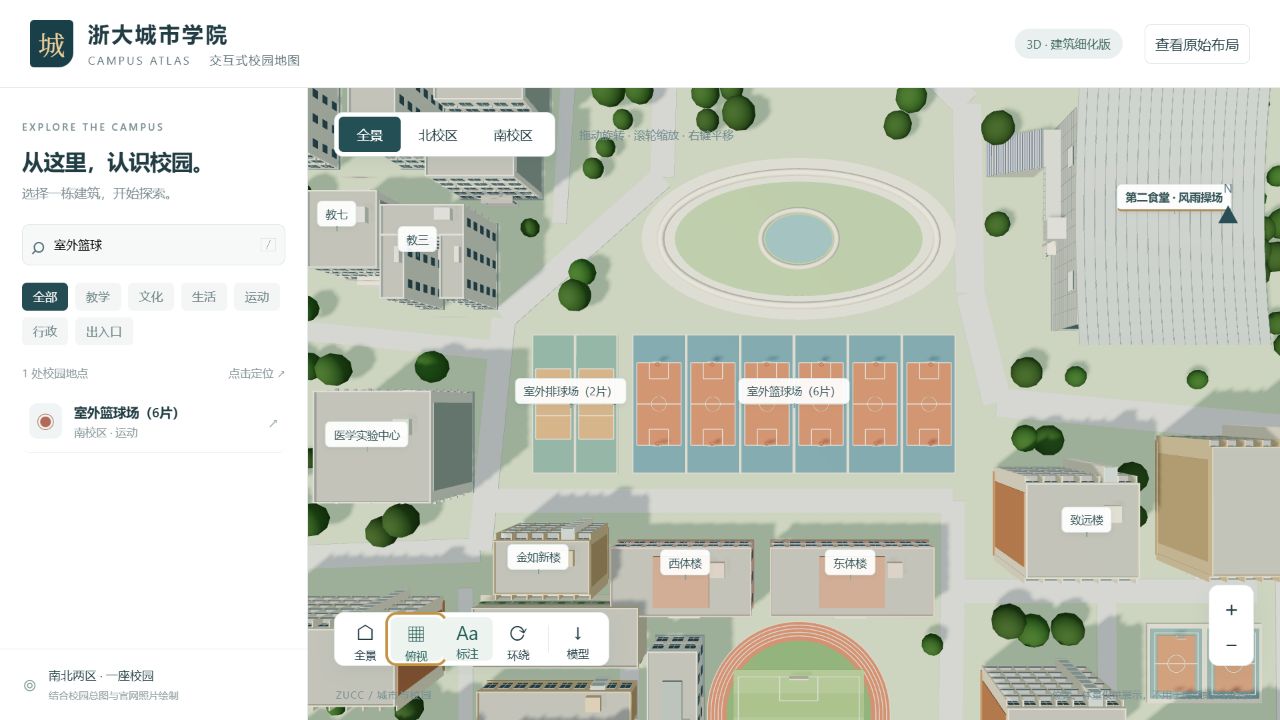 城
浙大城市学院
CAMPUS ATLAS 交互式校园地图
3D · 建筑细化版
查看原始布局
EXPLORE THE CAMPUS
从这里，认识校园。
选择一栋建筑，开始探索。
室外篮球 /
全部 教学 文化 生活 运动
行政 出入口
1 处校园地点 点击定位 ↗
室外篮球场（6片）
南校区 · 运动 ↗
南北两区 · 一座校园
结合校园总图与官网照片绘制
全景 北校区 南校区
拖动旋转 · 滚轮缩放 · 右键平移
N
第二食堂 · 风雨操场
教七
教三
室外排球场（2片）
室外篮球场（6片）
医学实验中心
致远楼
金如新楼
西体楼
东体楼
+
−
全景
俯视
Aa
标注
环绕
↓
模型